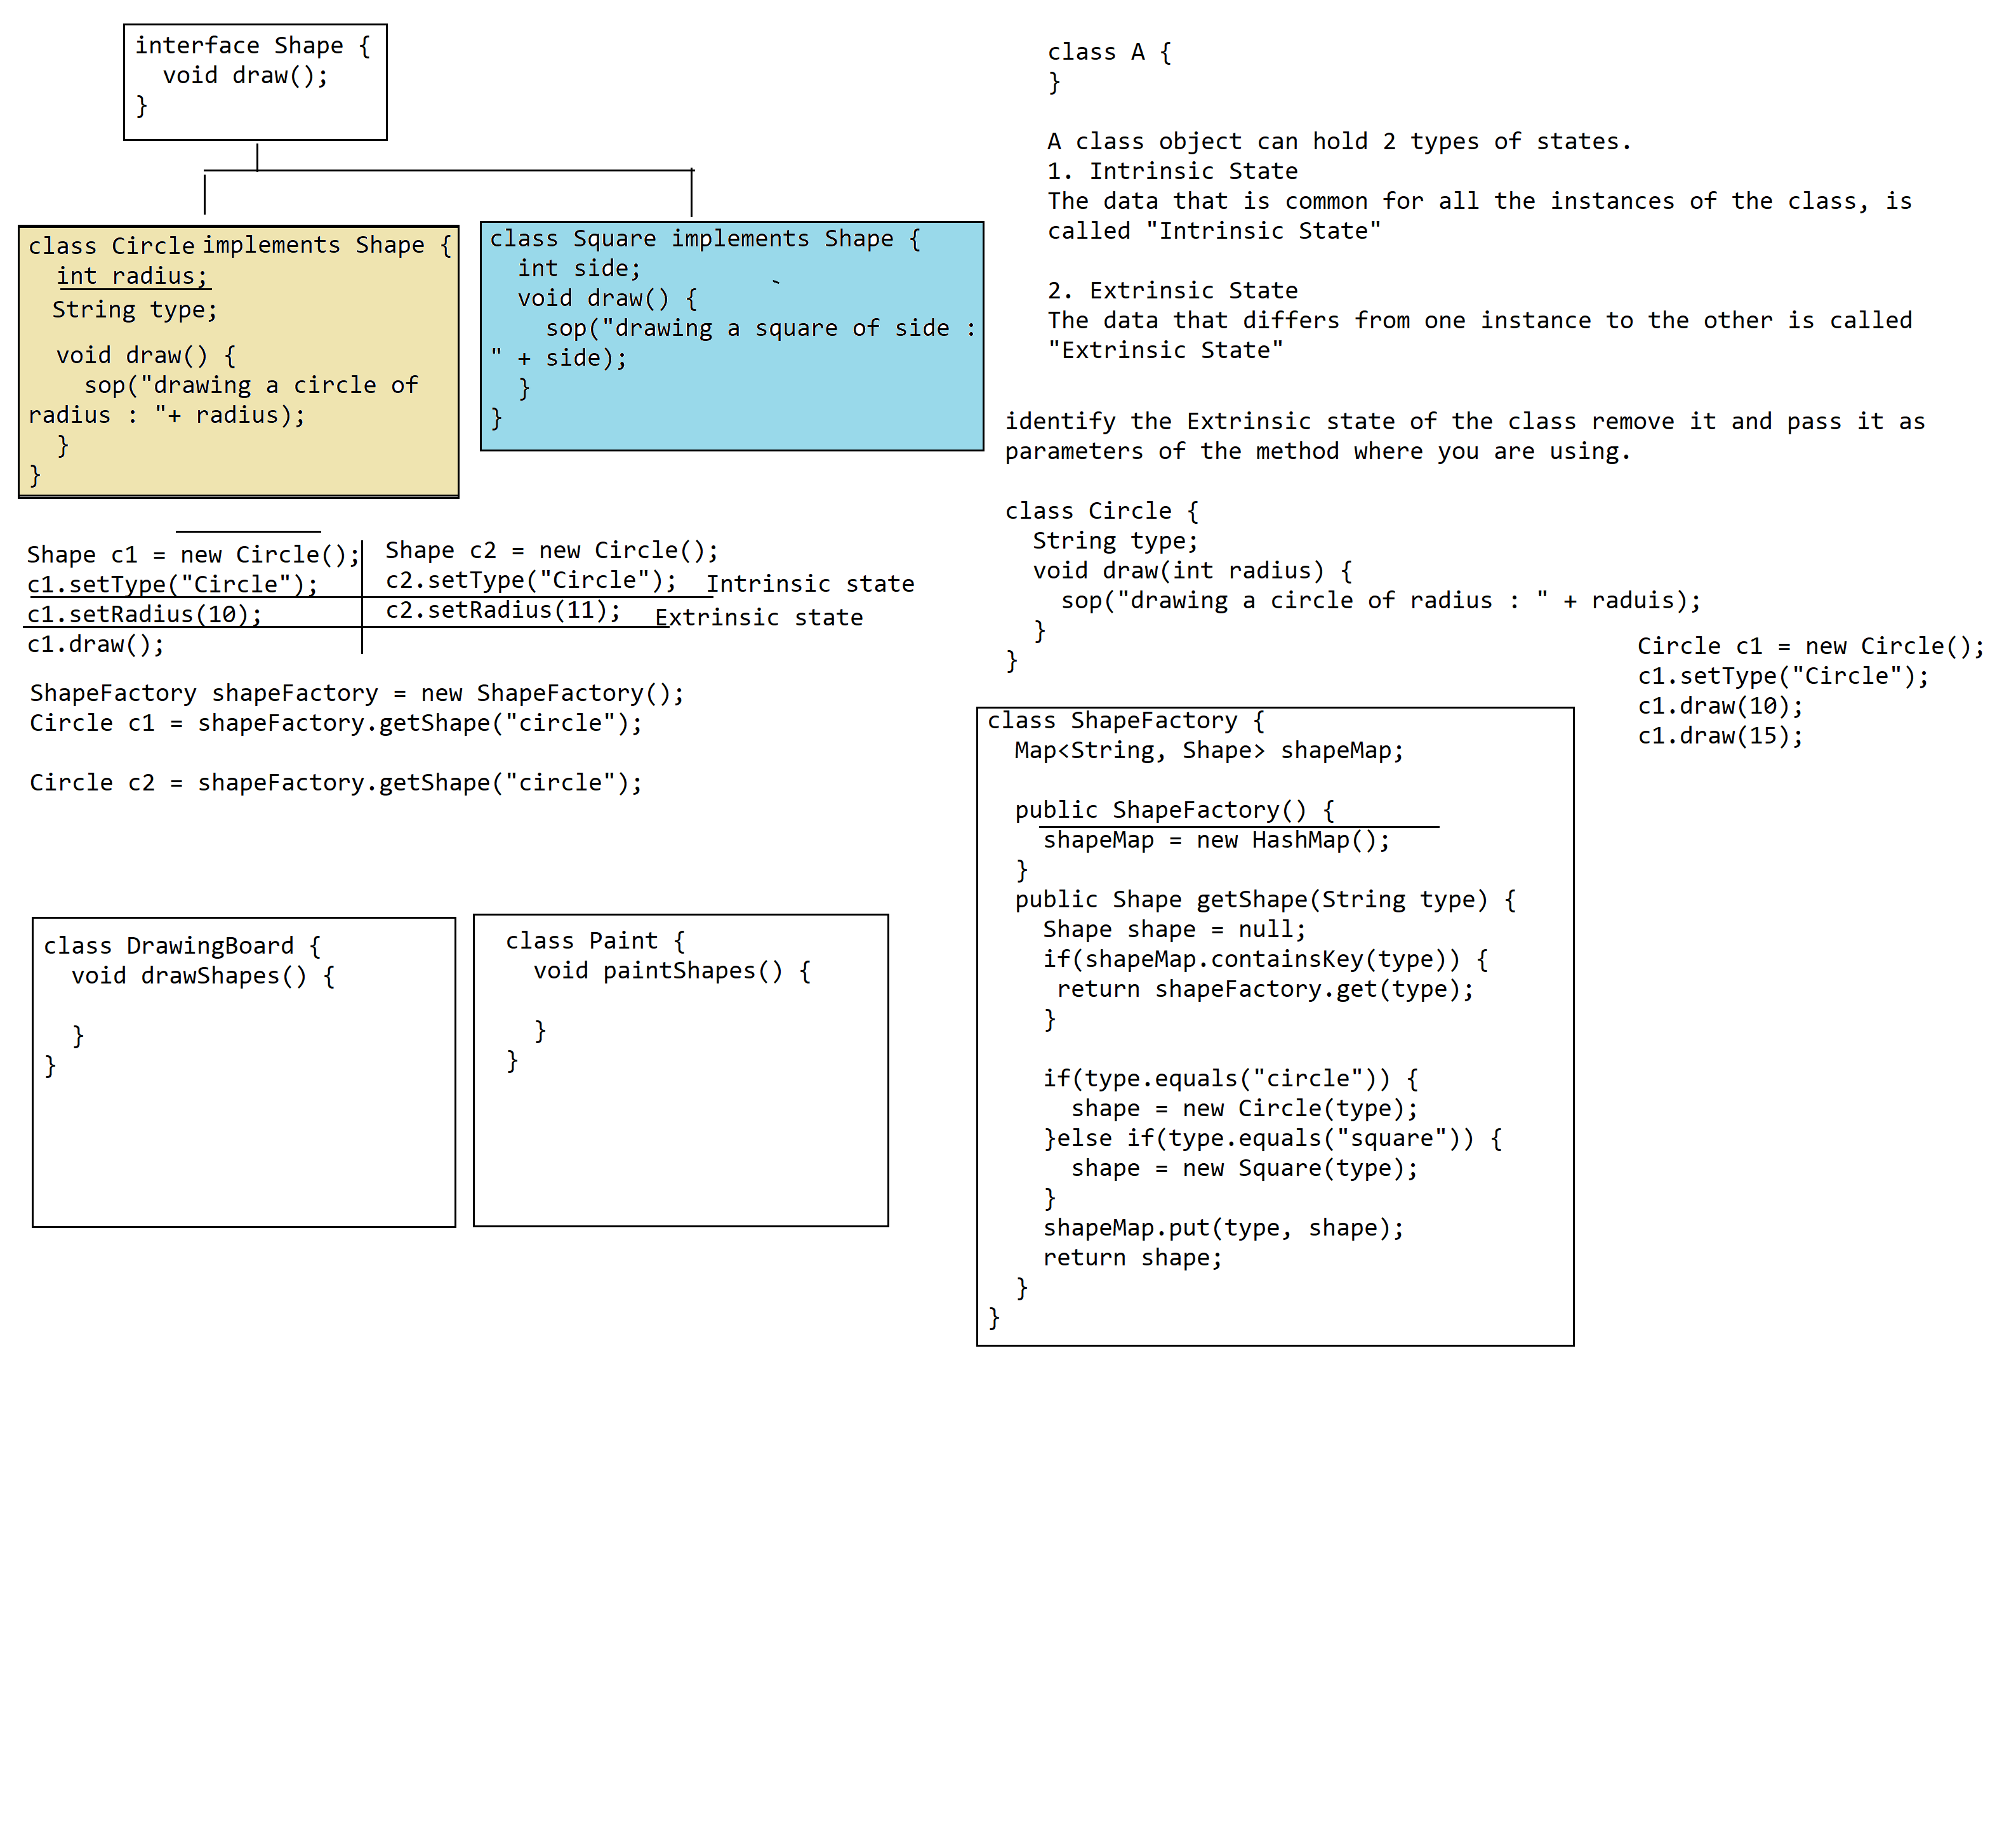 interface Shape {
  void draw();
}
class Circle implements Shape {
  int radius;
  String type;
  void draw() {
    sop("drawing a circle of
radius : "+ radius);
  }
}
class Square implements Shape {
  int side;
  void draw() {
    sop("drawing a square of side :
" + side);
  }
}
Shape c1 = new Circle();
c1.setType("Circle");
c1.setRadius(10);
c1.draw();
Shape c2 = new Circle();
c2.setType("Circle"); Intrinsic state
c2.setRadius(11); Extrinsic state
ShapeFactory shapeFactory = new ShapeFactory();
Circle c1 = shapeFactory.getShape("circle");
Circle c2 = shapeFactory.getShape("circle");
class DrawingBoard {
  void drawShapes() {
  }
}
class Paint {
  void paintShapes() {
  }
}
class A {
}
A class object can hold 2 types of states.
1. Intrinsic State
The data that is common for all the instances of the class, is
called "Intrinsic State"
2. Extrinsic State
The data that differs from one instance to the other is called
"Extrinsic State"
identify the Extrinsic state of the class remove it and pass it as
parameters of the method where you are using.
class Circle {
  String type;
  void draw(int radius) {
    sop("drawing a circle of radius : " + raduis);
  }
}
Circle c1 = new Circle();
c1.setType("Circle");
c1.draw(10);
c1.draw(15);
class ShapeFactory {
  Map<String, Shape> shapeMap;
  public ShapeFactory() {
    shapeMap = new HashMap();
  }
  public Shape getShape(String type) {
    Shape shape = null;
    if(shapeMap.containsKey(type)) {
     return shapeFactory.get(type);
    }
    if(type.equals("circle")) {
      shape = new Circle(type);
    }else if(type.equals("square")) {
      shape = new Square(type);
    }
    shapeMap.put(type, shape);
    return shape;
  }
}